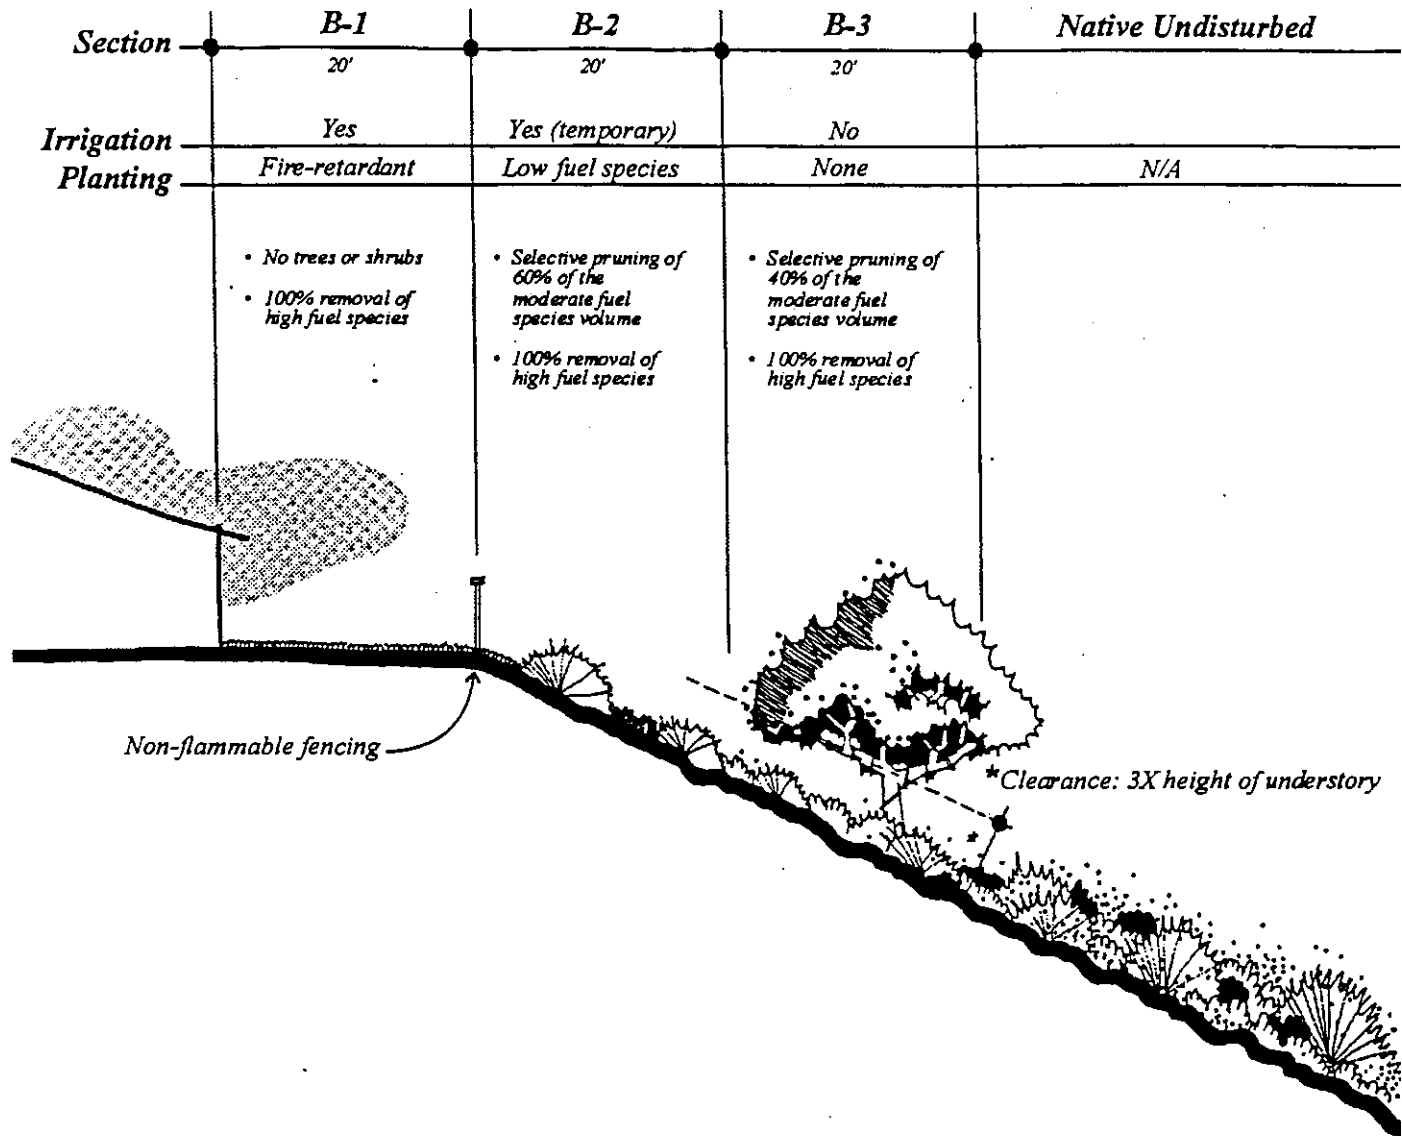 Section B-1 B-2 B-3 Native Undisturbed
20' 20' 20'
Irrigation Yes Yes (temporary) No
Planting Fire-retardant Low fuel species None N/A
• No trees or shrubs
• 100% removal of
high fuel species
• Selective pruning of
60% of the
moderate fuel
species volume
• 100% removal of
high fuel species
• Selective pruning of
40% of the
moderate fuel
species volume
• 100% removal of
high fuel species
Non-flammable fencing
*Clearance: 3X height of understory
*